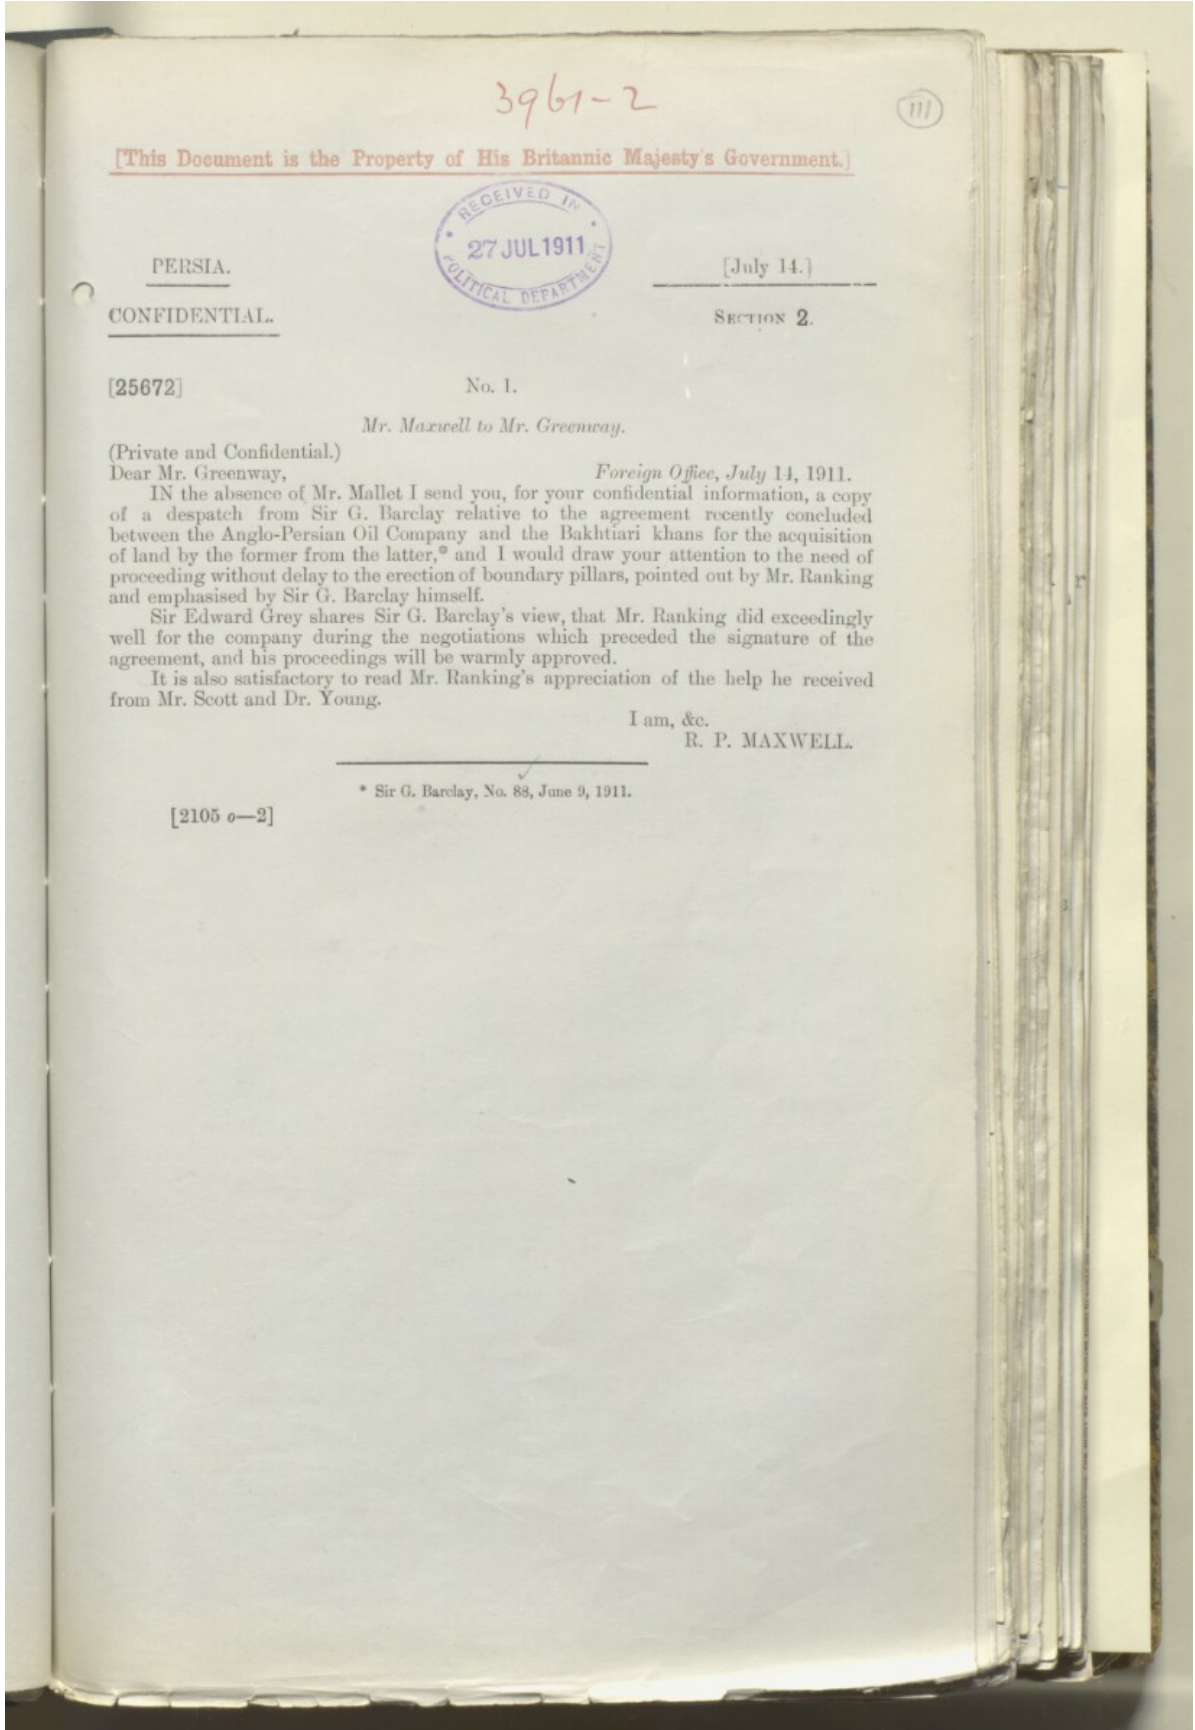 3961-2
111
[This Document is the Property of His Britannic Majesty's Government.]
RECEIVED IN
27 JUL 1911
POLITICAL DEPARTMENT
PERSIA.
[July 14.]
CONFIDENTIAL.
SECTION 2.
[25672]
No. 1.
Mr. Maxwell to Mr. Greenway.
(Private and Confidential.)
Dear Mr. Greenway, Foreign Office, July 14, 1911.
IN the absence of Mr. Mallet I send you, for your confidential information, a copy
of a despatch from Sir G. Barclay relative to the agreement recently concluded
between the Anglo-Persian Oil Company and the Bakhtiari khans for the acquisition
of land by the former from the latter,* and I would draw your attention to the need of
proceeding without delay to the erection of boundary pillars, pointed out by Mr. Ranking
and emphasised by Sir G. Barclay himself.
Sir Edward Grey shares Sir G. Barclay's view, that Mr. Ranking did exceedingly
well for the company during the negotiations which preceded the signature of the
agreement, and his proceedings will be warmly approved.
It is also satisfactory to read Mr. Ranking's appreciation of the help he received
from Mr. Scott and Dr. Young.
I am, &c.
R. P. MAXWELL.
* Sir G. Barclay, No. 88, June 9, 1911.
[2105 o—2]